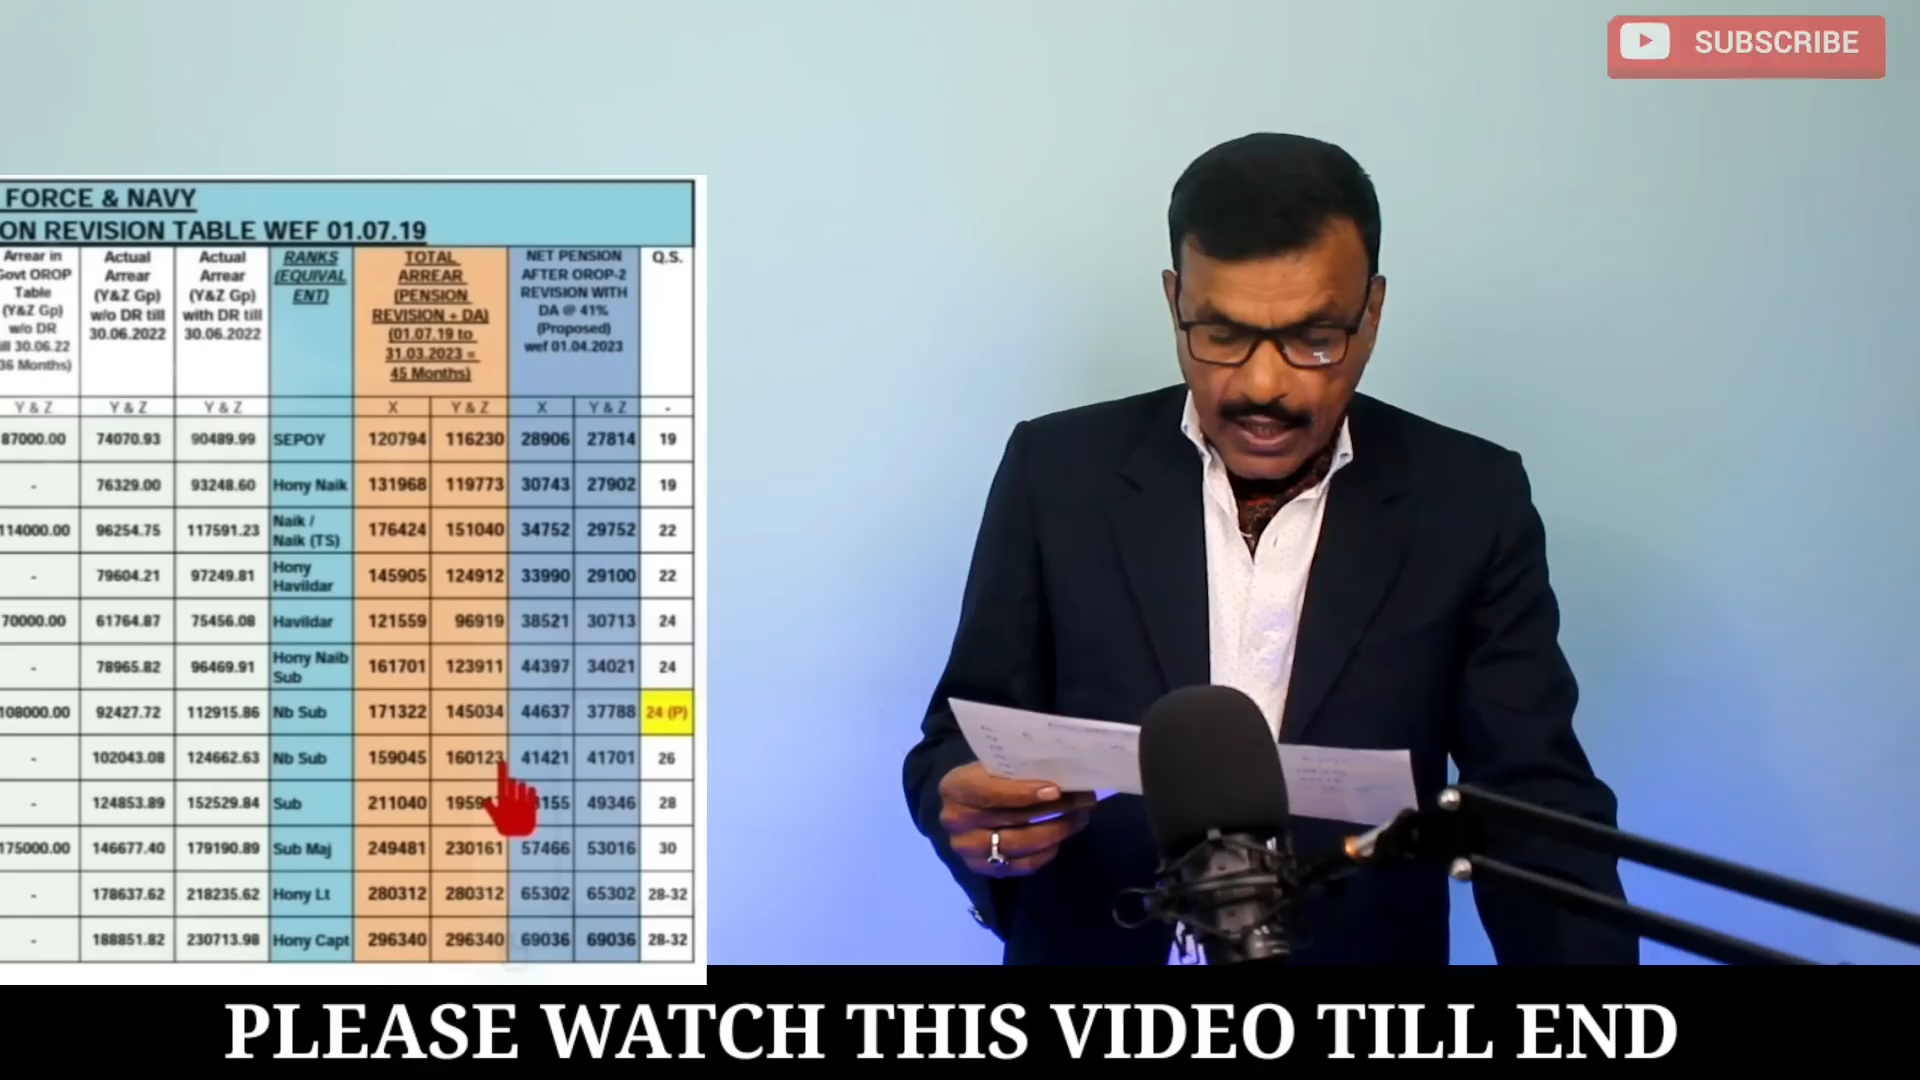 SUBSCRIBE
FORCE & NAVY
ON REVISION TABLE WEF 01.07.19
Arrear in Govt OROP Table (Y&Z Gp) w/o DR till 30.06.22 36 Months)
Actual Arrear (Y&Z Gp) w/o DR till 30.06.2022
Actual Arrear (Y&Z Gp) with DR till 30.06.2022
RANKS (EQUIVAL ENT)
TOTAL ARREAR (PENSION REVISION + DA) (01.07.19 to 31.03.2023 = 45 Months)
NET PENSION AFTER OROP-2 REVISION WITH DA @ 41% (Proposed) wef 01.04.2023
Q.S.
Y & Z Y & Z Y & Z X Y & Z X Y & Z -
87000.00 74070.93 90489.99 SEPOY 120794 116230 28906 27814 19
- 76329.00 93248.60 Hony Naik 131968 119773 30743 27902 19
114000.00 96254.75 117591.23 Naik / Naik (TS) 176424 151040 34752 29752 22
- 79604.21 97249.81 Hony Havildar 145905 124912 33990 29100 22
70000.00 61764.87 75456.08 Havildar 121559 96919 38521 30713 24
- 78965.82 96469.91 Hony Naib Sub 161701 123911 44397 34021 24
108000.00 92427.72 112915.86 Nb Sub 171322 145034 44637 37788 24 (P)
- 102043.08 124662.63 Nb Sub 159045 160123 41421 41701 26
- 124853.89 152529.84 Sub 211040 49346 28
175000.00 146677.40 179190.89 Sub Maj 249481 230161 57466 53016 30
- 178637.62 218235.62 Hony Lt 280312 280312 65302 65302 28-32
- 188851.82 230713.98 Hony Capt 296340 296340 69036 69036 28-32
PLEASE WATCH THIS VIDEO TILL END